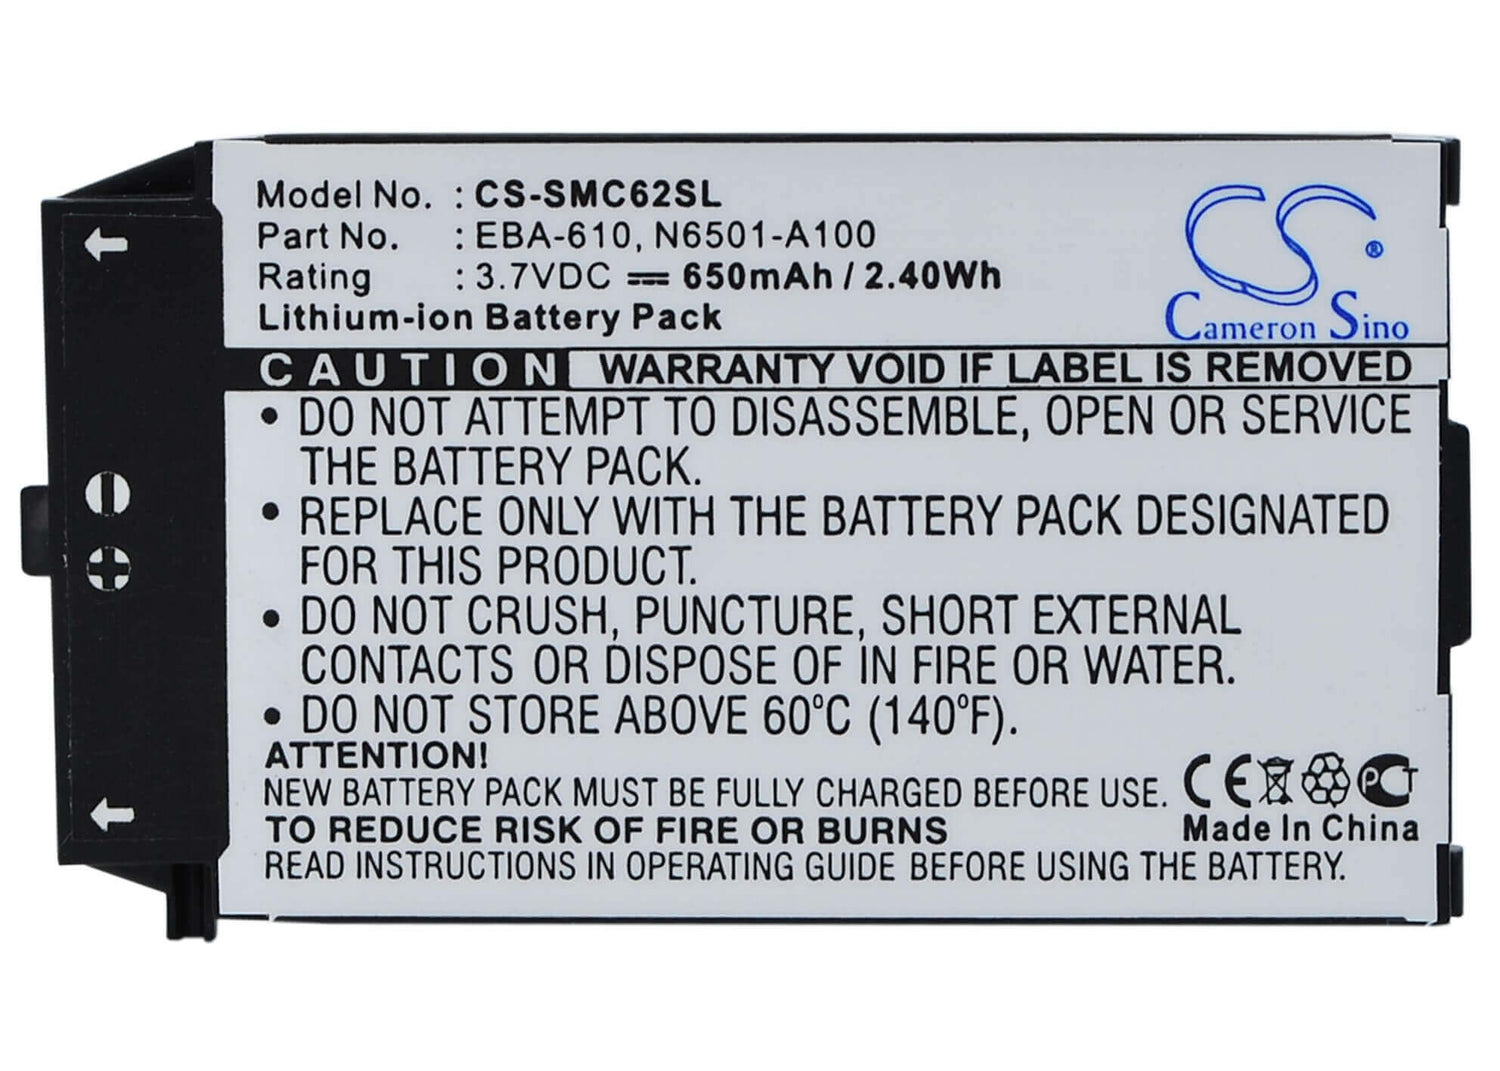 Model No. : CS-SMC62SL
Part No. : EBA-610, N6501-A100
Rating : 3.7VDC 650mAh / 2.40Wh
Lithium-ion Battery Pack
CS ®
Cameron Sino
CAUTION WARRANTY VOID IF LABEL IS REMOVED
• DO NOT ATTEMPT TO DISASSEMBLE, OPEN OR SERVICE
THE BATTERY PACK.
• REPLACE ONLY WITH THE BATTERY PACK DESIGNATED
FOR THIS PRODUCT.
• DO NOT CRUSH, PUNCTURE, SHORT EXTERNAL
CONTACTS OR DISPOSE OF IN FIRE OR WATER.
• DO NOT STORE ABOVE 60°C (140°F).
ATTENTION!
NEW BATTERY PACK MUST BE FULLY CHARGED BEFORE USE.
TO REDUCE RISK OF FIRE OR BURNS
READ INSTRUCTIONS IN OPERATING GUIDE BEFORE USING THE BATTERY.
CE PCT
Made In China